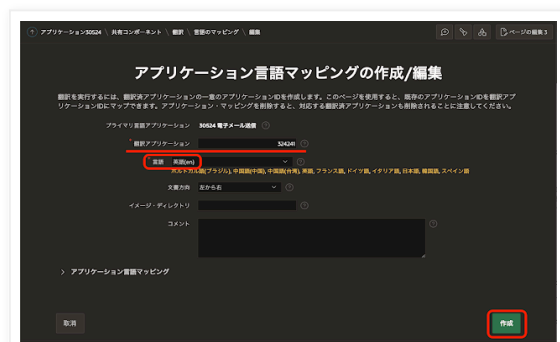 アプリケーション30524 \ 共有コンポーネント \ 翻訳 \ 言語のマッピング \ 編集
ページの編集3
アプリケーション言語マッピングの作成/編集
翻訳を実行するには、翻訳済アプリケーションの一意のアプリケーションIDを作成します。このページを使用すると、既存のアプリケーションIDを翻訳アプ
リケーションIDにマップできます。アプリケーション・マッピングを削除すると、対応する翻訳済アプリケーションも削除されることに注意してください。
プライマリ言語アプリケーション 30524 電子メール送信
* 翻訳アプリケーション 324241
* 言語 英語(en)
ポルトガル語(ブラジル), 中国語(中国), 中国語(台湾), 英語, フランス語, ドイツ語, イタリア語, 日本語, 韓国語, スペイン語
文書方向 左から右
イメージ・ディレクトリ
コメント
アプリケーション言語マッピング
取消
作成